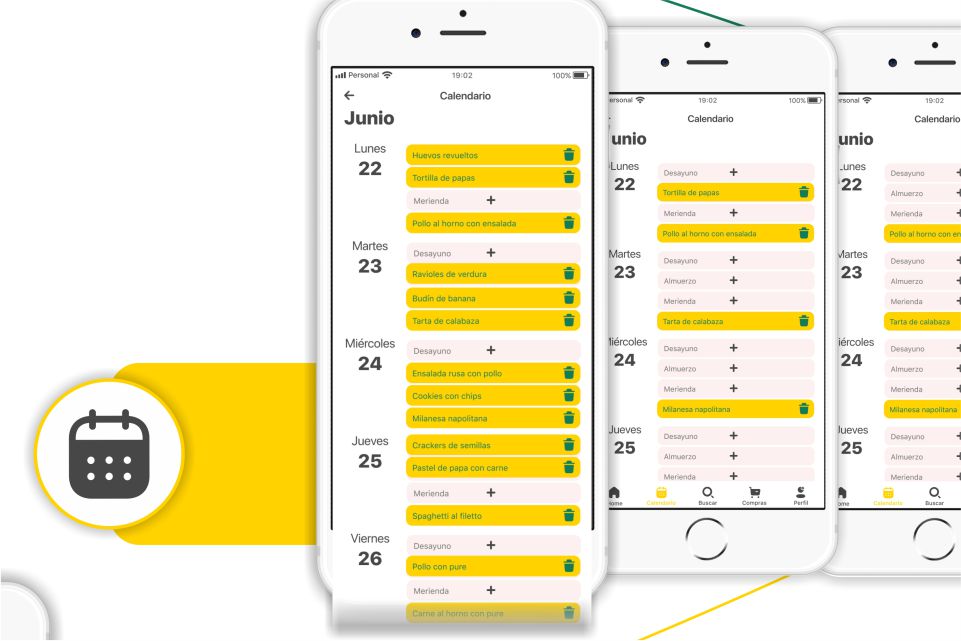 Personal 19:02 100%
Calendario
Junio
Lunes
22
Huevos revueltos
Tortilla de papas
Merienda +
Pollo al horno con ensalada
Martes
23
Desayuno +
Ravioles de verdura
Budín de banana
Tarta de calabaza
Miércoles
24
Desayuno +
Ensalada rusa con pollo
Cookies con chips
Milanesa napolitana
Jueves
25
Crackers de semillas
Pastel de papa con carne
Merienda +
Spaghetti al filetto
Viernes
26
Desayuno +
Pollo con pure
Merienda +
Carne al horno con pure
ersonal 19:02 100%
Calendario
unio
Lunes
22
Desayuno +
Tortilla de papas
Merienda +
Pollo al horno con ensalada
Martes
23
Desayuno +
Almuerzo +
Merienda +
Tarta de calabaza
iércoles
24
Desayuno +
Almuerzo +
Merienda +
Milanesa napolitana
Jueves
25
Desayuno +
Almuerzo +
Merienda +
Home Calendario Buscar Compras Perfil
rsonal 19:02
Calendario
unio
Lunes
22
Desayuno +
Almuerzo +
Merienda +
Pollo al horno con en
Martes
23
Desayuno +
Almuerzo +
Merienda +
Tarta de calabaza
iércoles
24
Desayuno +
Almuerzo +
Merienda +
Milanesa napolitana
Jueves
25
Desayuno +
Almuerzo +
Merienda +
ome Calendario Buscar